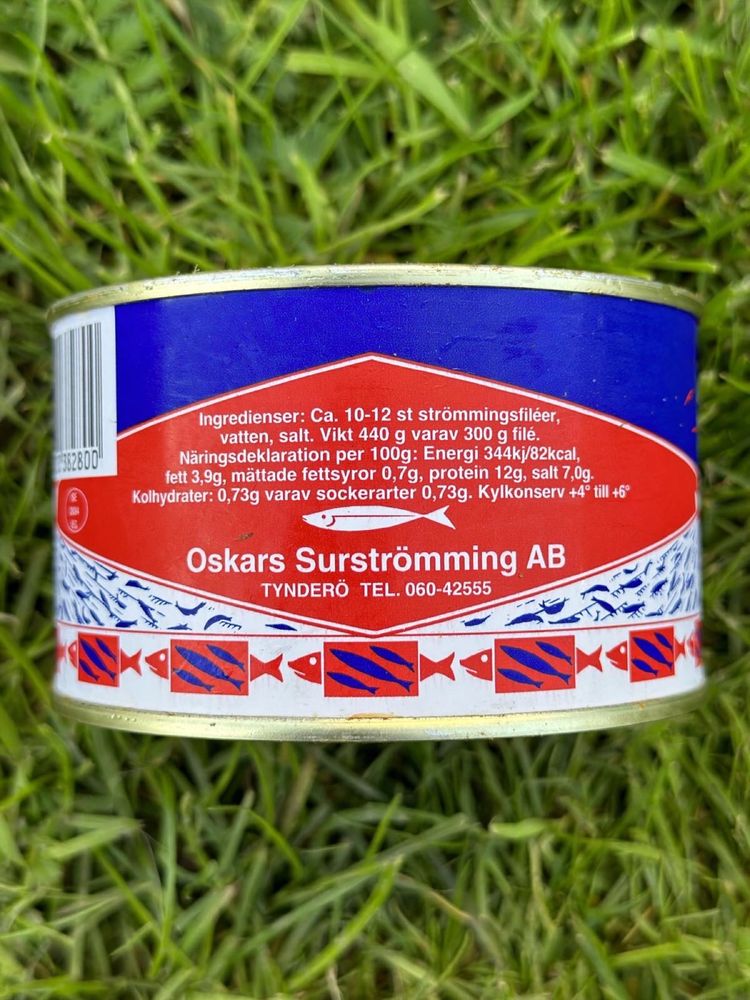 Ingredienser: Ca. 10-12 st strömmingsfiléer,
vatten, salt. Vikt 440 g varav 300 g filé.
Näringsdeklaration per 100g: Energi 344kj/82kcal,
fett 3,9g, mättade fettsyror 0,7g, protein 12g, salt 7,0g.
Kolhydrater: 0,73g varav sockerarter 0,73g. Kylkonserv +4° till +6°
382800
SE
Oskars Surströmming AB
TYNDERÖ TEL. 060-42555